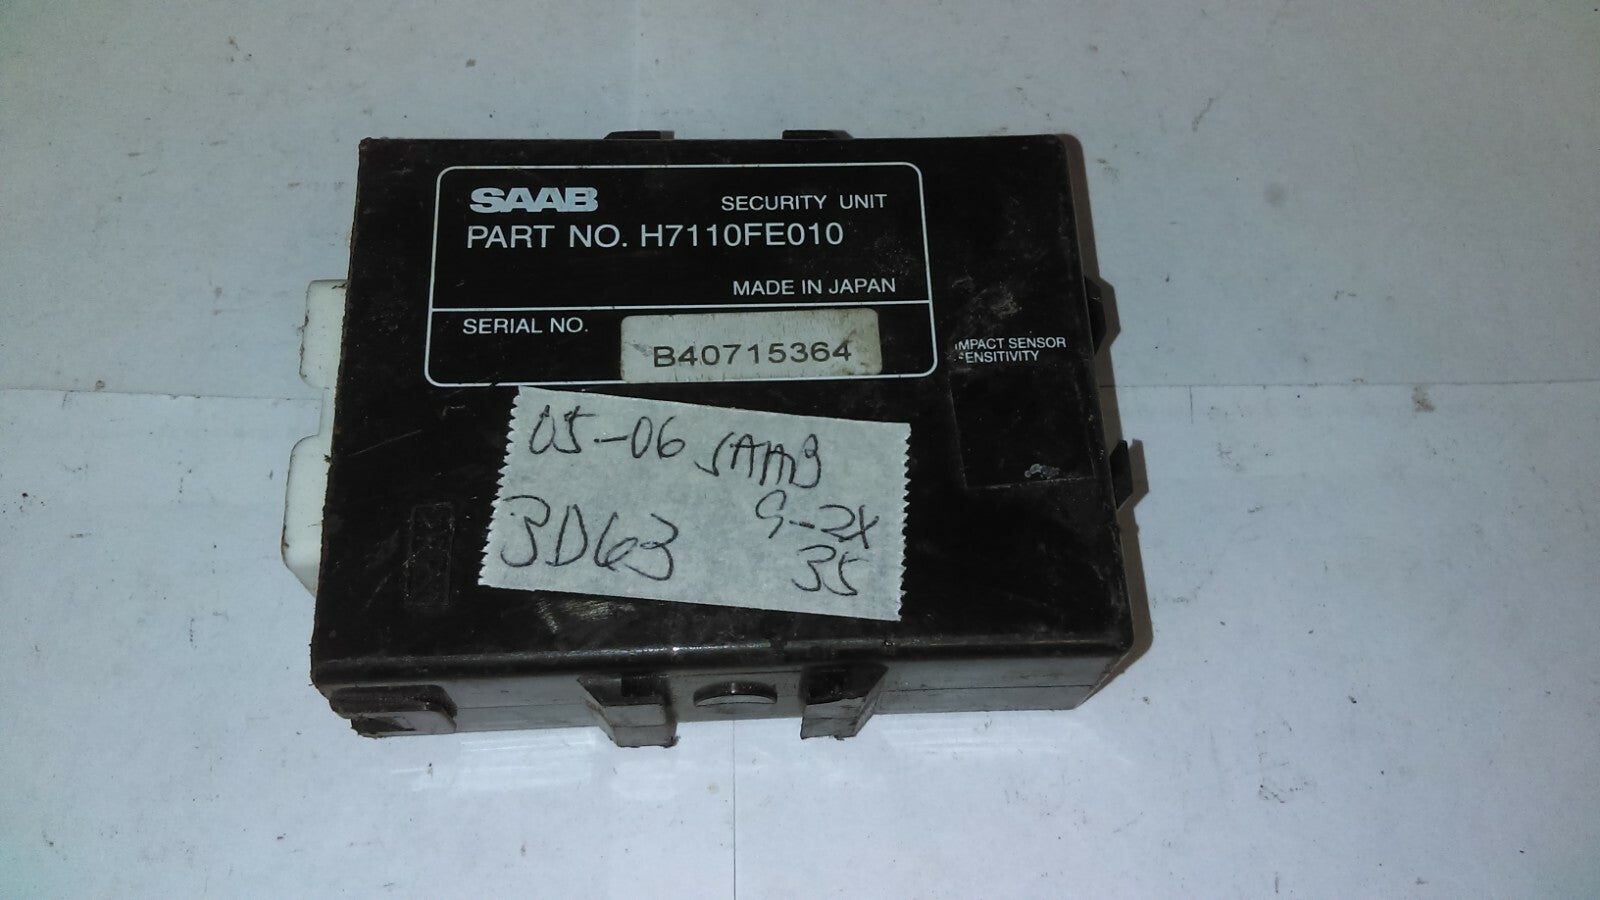 SAAB SECURITY UNIT
PART NO. H7110FE010
MADE IN JAPAN
SERIAL NO. B40715364
IMPACT SENSOR
SENSITIVITY
05-06 SAAB
3D63 9-2X
35